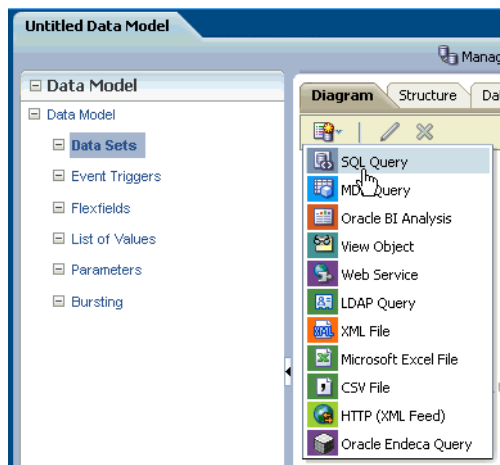 Untitled Data Model
Manag
Data Model
Data Model
Data Sets
Event Triggers
Flexfields
List of Values
Parameters
Bursting
Diagram Structure Da
SQL Query
Query
Oracle BI Analysis
View Object
Web Service
LDAP Query
XML File
Microsoft Excel File
CSV File
HTTP (XML Feed)
Oracle Endeca Query